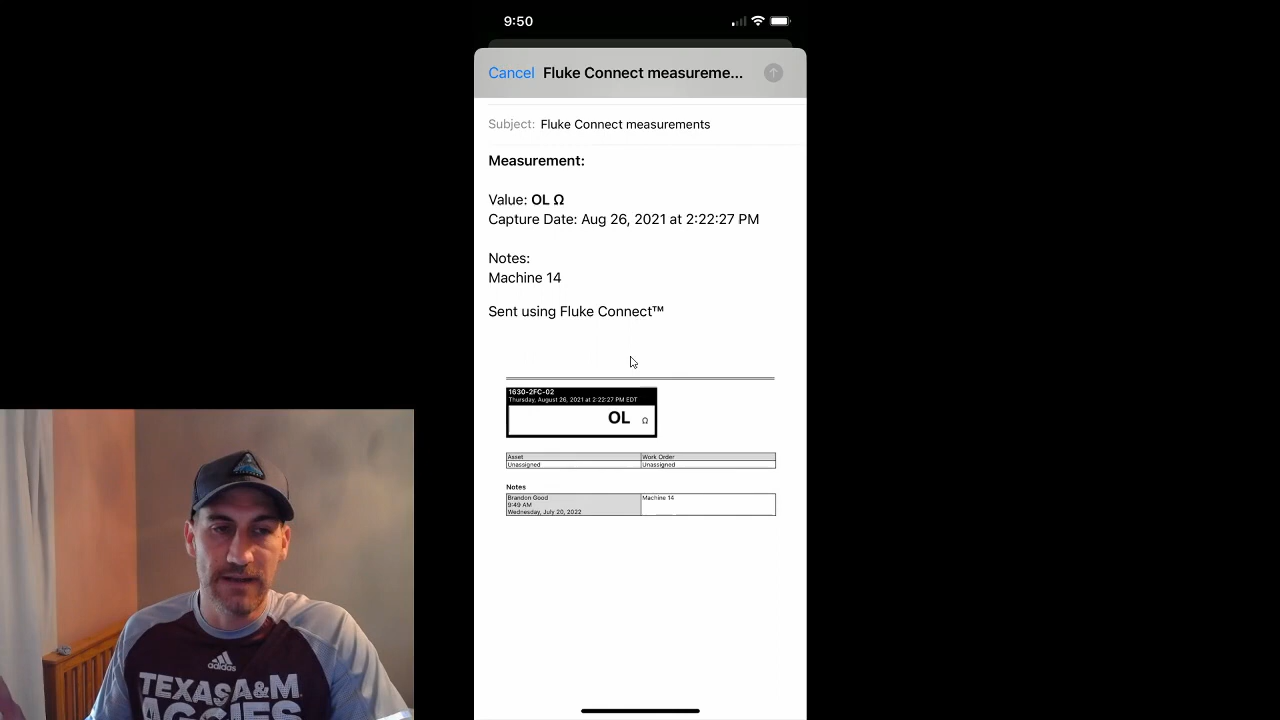 9:50
Cancel Fluke Connect measureme...
Subject: Fluke Connect measurements
Measurement:
Value: OL Ω
Capture Date: Aug 26, 2021 at 2:22:27 PM
Notes:
Machine 14
Sent using Fluke Connect™
1630-2FC-02
Thursday, August 26, 2021 at 2:22:27 PM EDT
OL Ω
Asset Work Order
Unassigned Unassigned
Notes
Brandon Good Machine 14
9:49 AM
Wednesday, July 20, 2022
adidas
TEXAS A&M
AGGIES